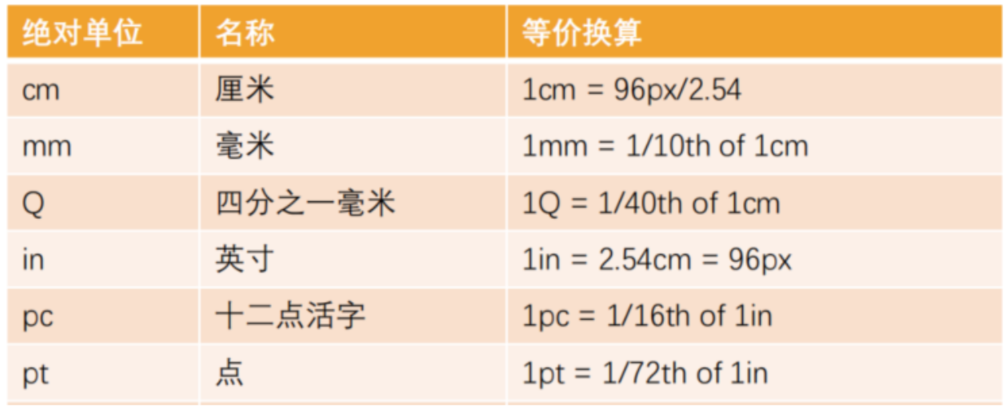 绝对单位 名称 等价换算
cm 厘米 1cm = 96px/2.54
mm 毫米 1mm = 1/10th of 1cm
Q 四分之一毫米 1Q = 1/40th of 1cm
in 英寸 1in = 2.54cm = 96px
pc 十二点活字 1pc = 1/16th of 1in
pt 点 1pt = 1/72th of 1in